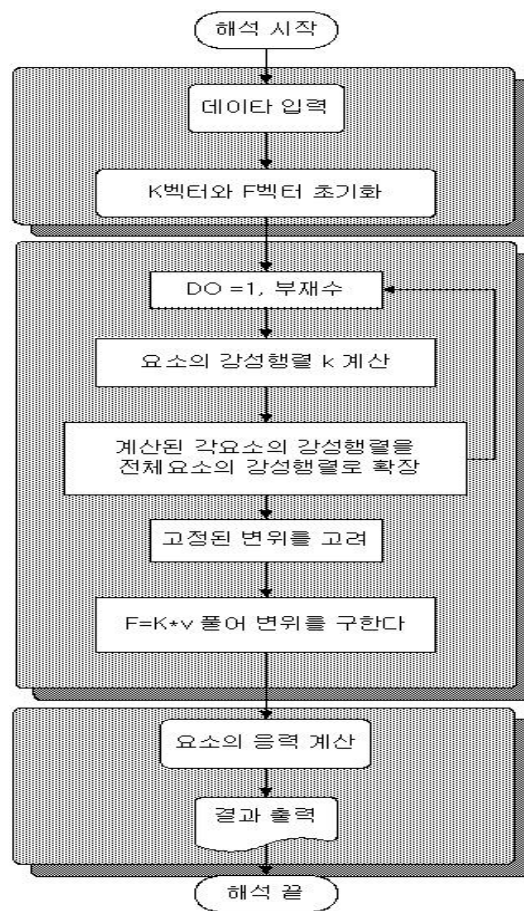 해석 시작
데이타 입력
K벡터와 F벡터 초기화
DO =1, 부재수
요소의 강성행렬 k 계산
계산된 각요소의 강성행렬을
전체요소의 강성행렬로 확장
고정된 변위를 고려
F=K*v 풀어 변위를 구한다
요소의 응력 계산
결과 출력
해석 끝